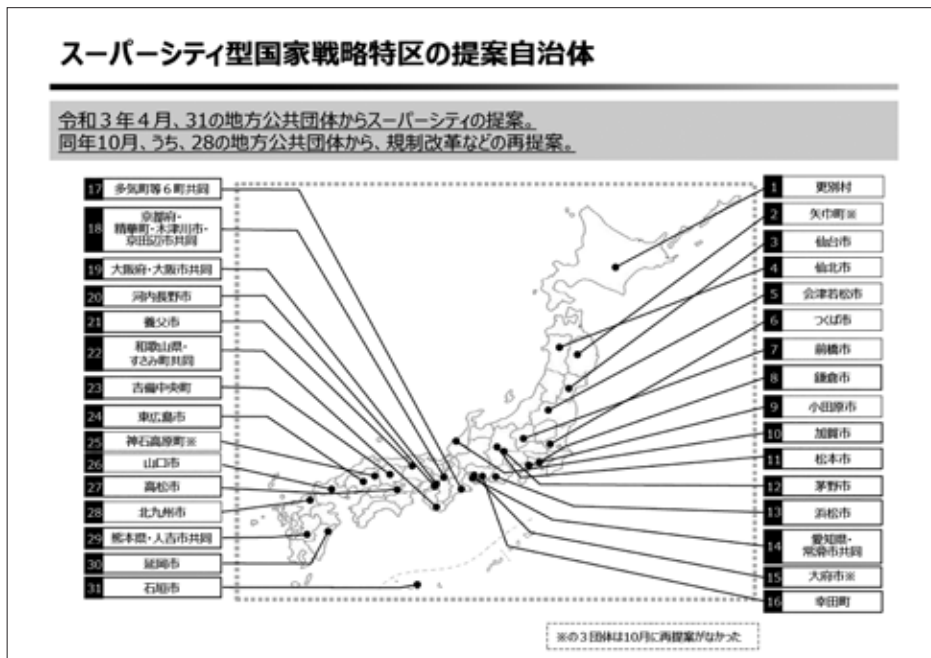 スーパーシティ型国家戦略特区の提案自治体
令和３年４月、31の地方公共団体からスーパーシティの提案。
同年10月、うち、28の地方公共団体から、規制改革などの再提案。
17 多気町等６町共同
18 京都府・
精華町・木津川市・
京田辺市共同
19 大阪府・大阪市共同
20 河内長野市
21 養父市
22 和歌山県・
すさみ町共同
23 吉備中央町
24 東広島市
25 神石高原町※
26 山口市
27 高松市
28 北九州市
29 熊本県・人吉市共同
30 延岡市
31 石垣市
1 更別村
2 矢巾町※
3 仙台市
4 仙北市
5 会津若松市
6 つくば市
7 前橋市
8 鎌倉市
9 小田原市
10 加賀市
11 松本市
12 茅野市
13 浜松市
14 愛知県・
常滑市共同
15 大府市※
16 幸田町
※の３団体は10月に再提案がなかった